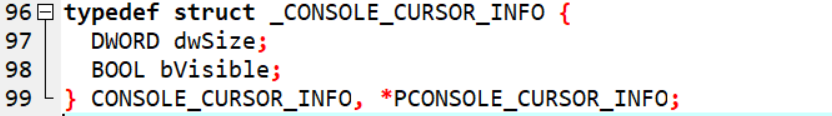 96 typedef struct _CONSOLE_CURSOR_INFO {
97 DWORD dwSize;
98 BOOL bVisible;
99 } CONSOLE_CURSOR_INFO, *PCONSOLE_CURSOR_INFO;